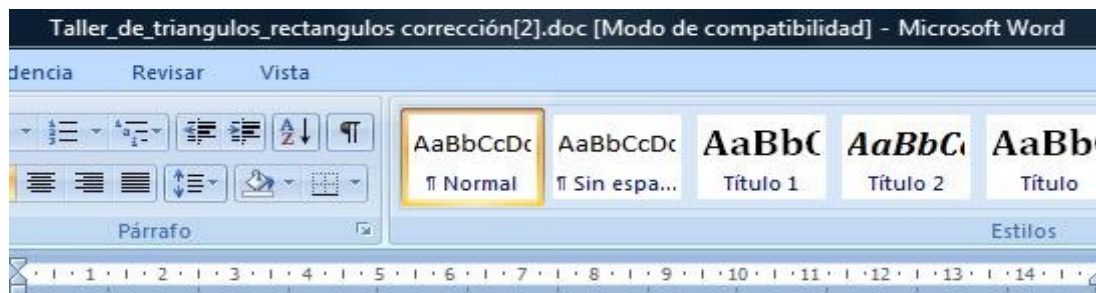 Taller_de_triangulos_rectangulos corrección[2].doc [Modo de compatibilidad] - Microsoft Word
dencia Revisar Vista
AaBbCcDc AaBbCcDc AaBbC AaBbC AaBb
¶ Normal ¶ Sin espa... Título 1 Título 2 Título
Párrafo Estilos
1 2 3 4 5 6 7 8 9 10 11 12 13 14